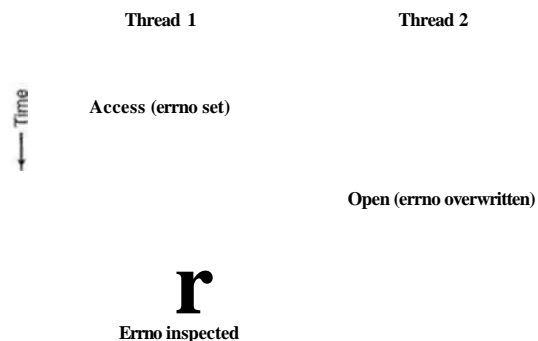 Thread 1
Thread 2
Time
Access (errno set)
Open (errno overwritten)
r
Errno inspected